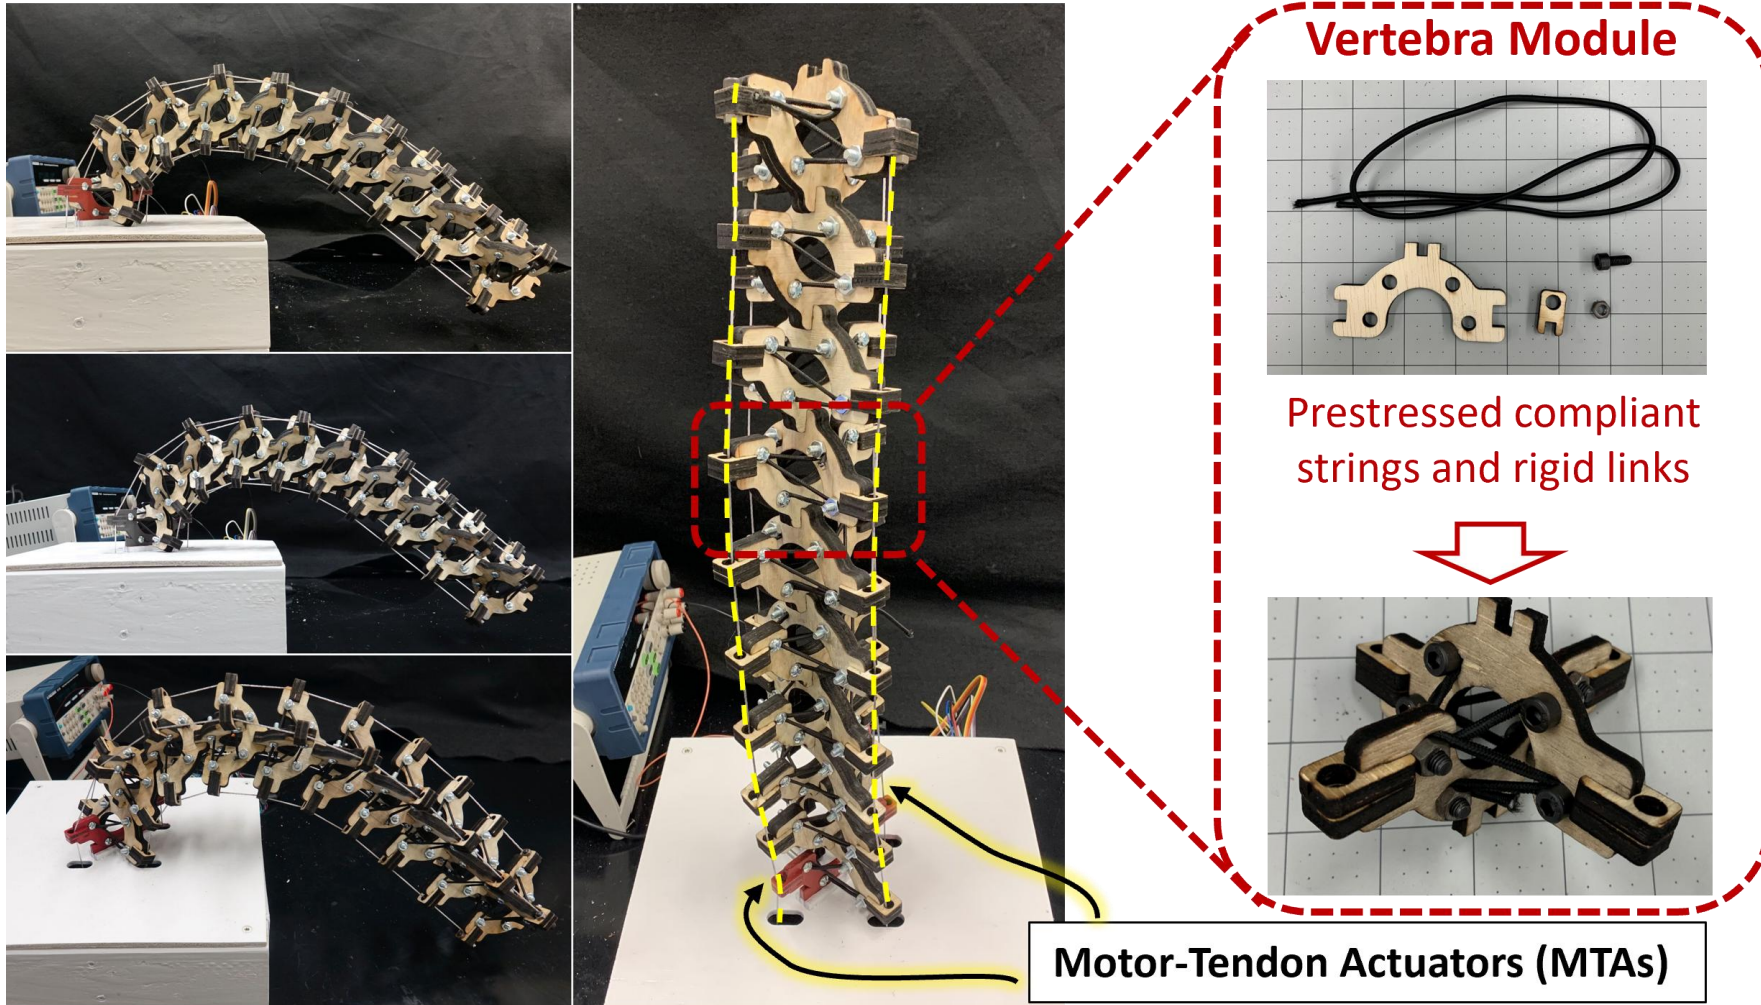 Vertebra Module
Prestressed compliant
strings and rigid links
Motor-Tendon Actuators (MTAs)